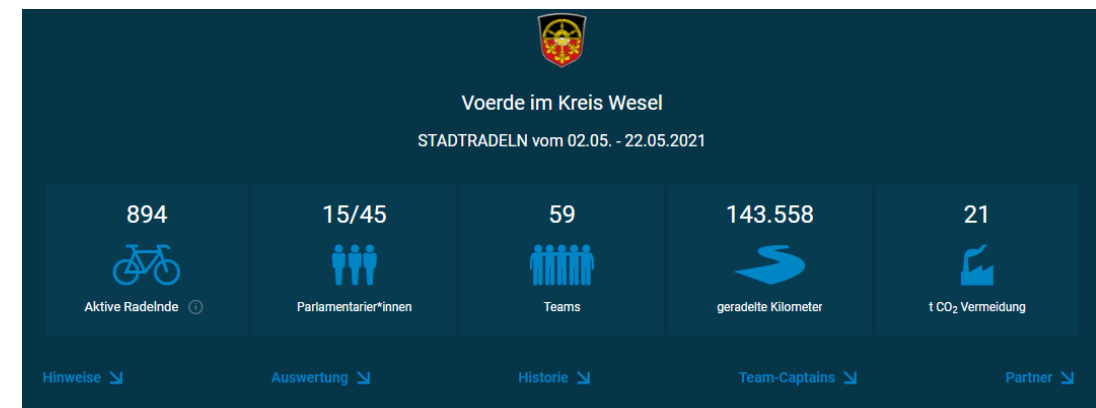 Voerde im Kreis Wesel
STADTRADELN vom 02.05. - 22.05.2021
894
15/45
59
143.558
21
Aktive Radelnde
Parlamentarier*innen
Teams
geradelte Kilometer
t CO₂ Vermeidung
Hinweise
Auswertung
Historie
Team-Captains
Partner